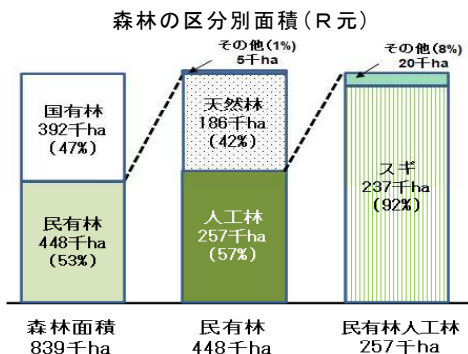 森林の区分別面積(R元)
国有林
392千ha
(47%)
民有林
448千ha
(53%)
森林面積
839千ha
その他(1%)
5千ha
天然林
186千ha
(42%)
人工林
257千ha
(57%)
民有林
448千ha
その他(8%)
20千ha
スギ
237千ha
(92%)
民有林人工林
257千ha